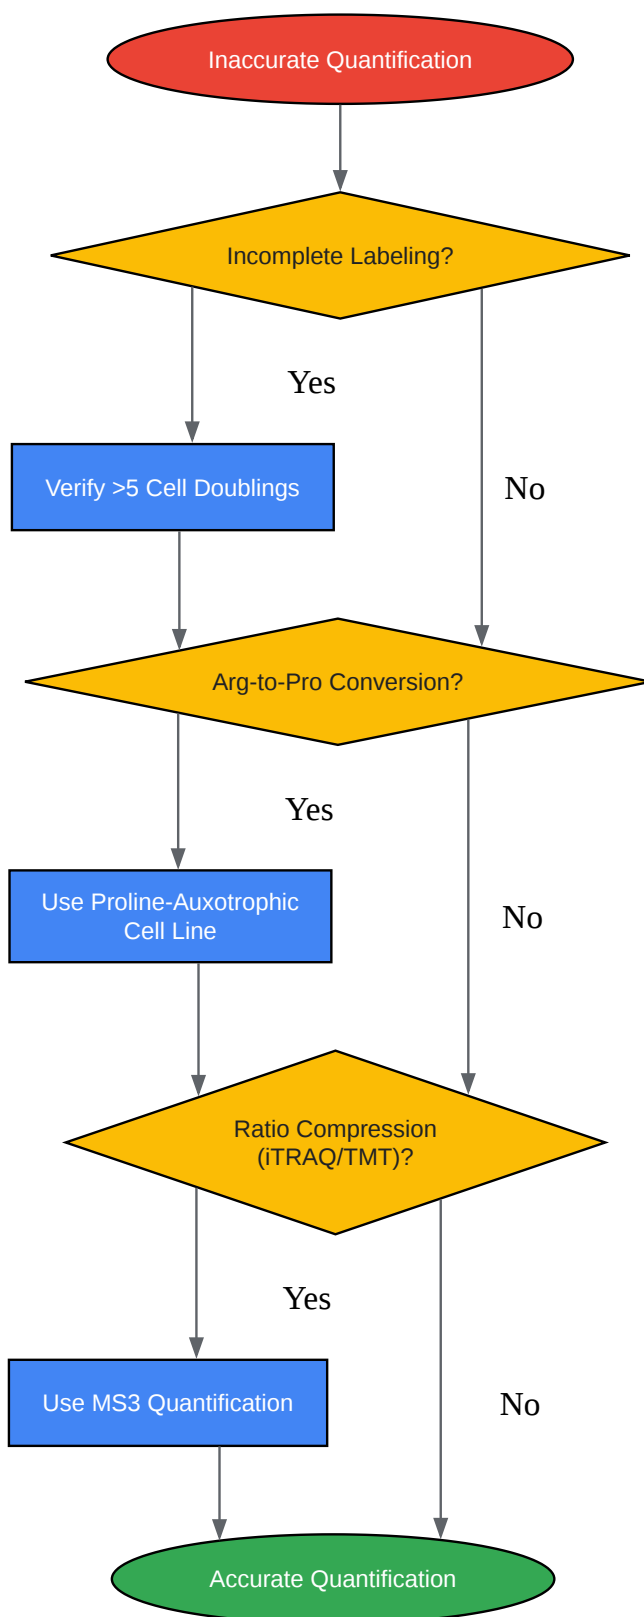 Inaccurate Quantification
Incomplete Labeling?
Yes
Verify >5 Cell Doublings
No
Arg-to-Pro Conversion?
Yes
Use Proline-Auxotrophic
Cell Line
No
Ratio Compression
(iTRAQ/TMT)?
Yes
Use MS3 Quantification
No
Accurate Quantification